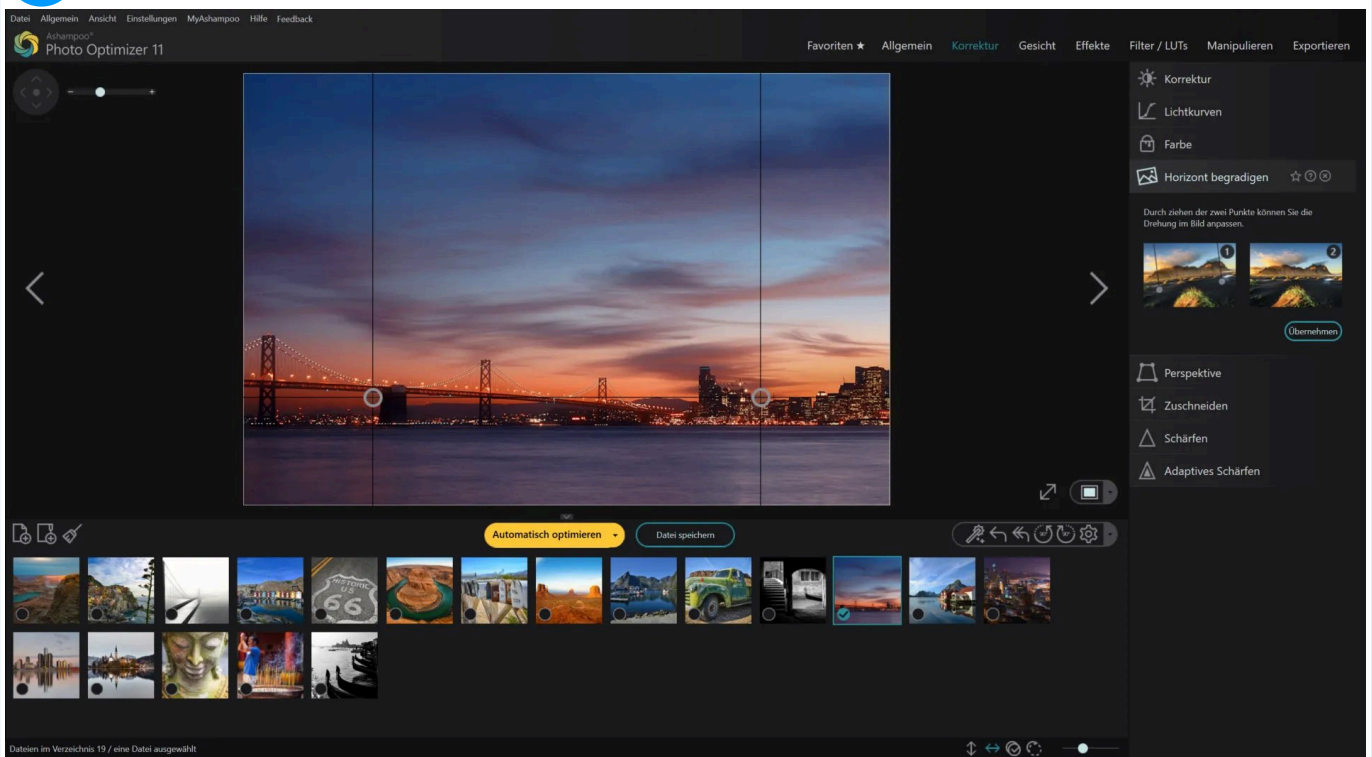 Datei Allgemein Ansicht Einstellungen MyAshampoo Hilfe Feedback
Ashampoo®
Photo Optimizer 11
Favoriten ★ Allgemein Korrektur Gesicht Effekte Filter / LUTs Manipulieren Exportieren
Korrektur
Lichtkurven
Farbe
Horizont begradigen
Durch ziehen der zwei Punkte können Sie die
Drehung im Bild anpassen.
1 2
Übernehmen
Perspektive
Zuschneiden
Schärfen
Adaptives Schärfen
Automatisch optimieren
Datei speichern
HISTORIC
US
66
Dateien im Verzeichnis 19 / eine Datei ausgewählt